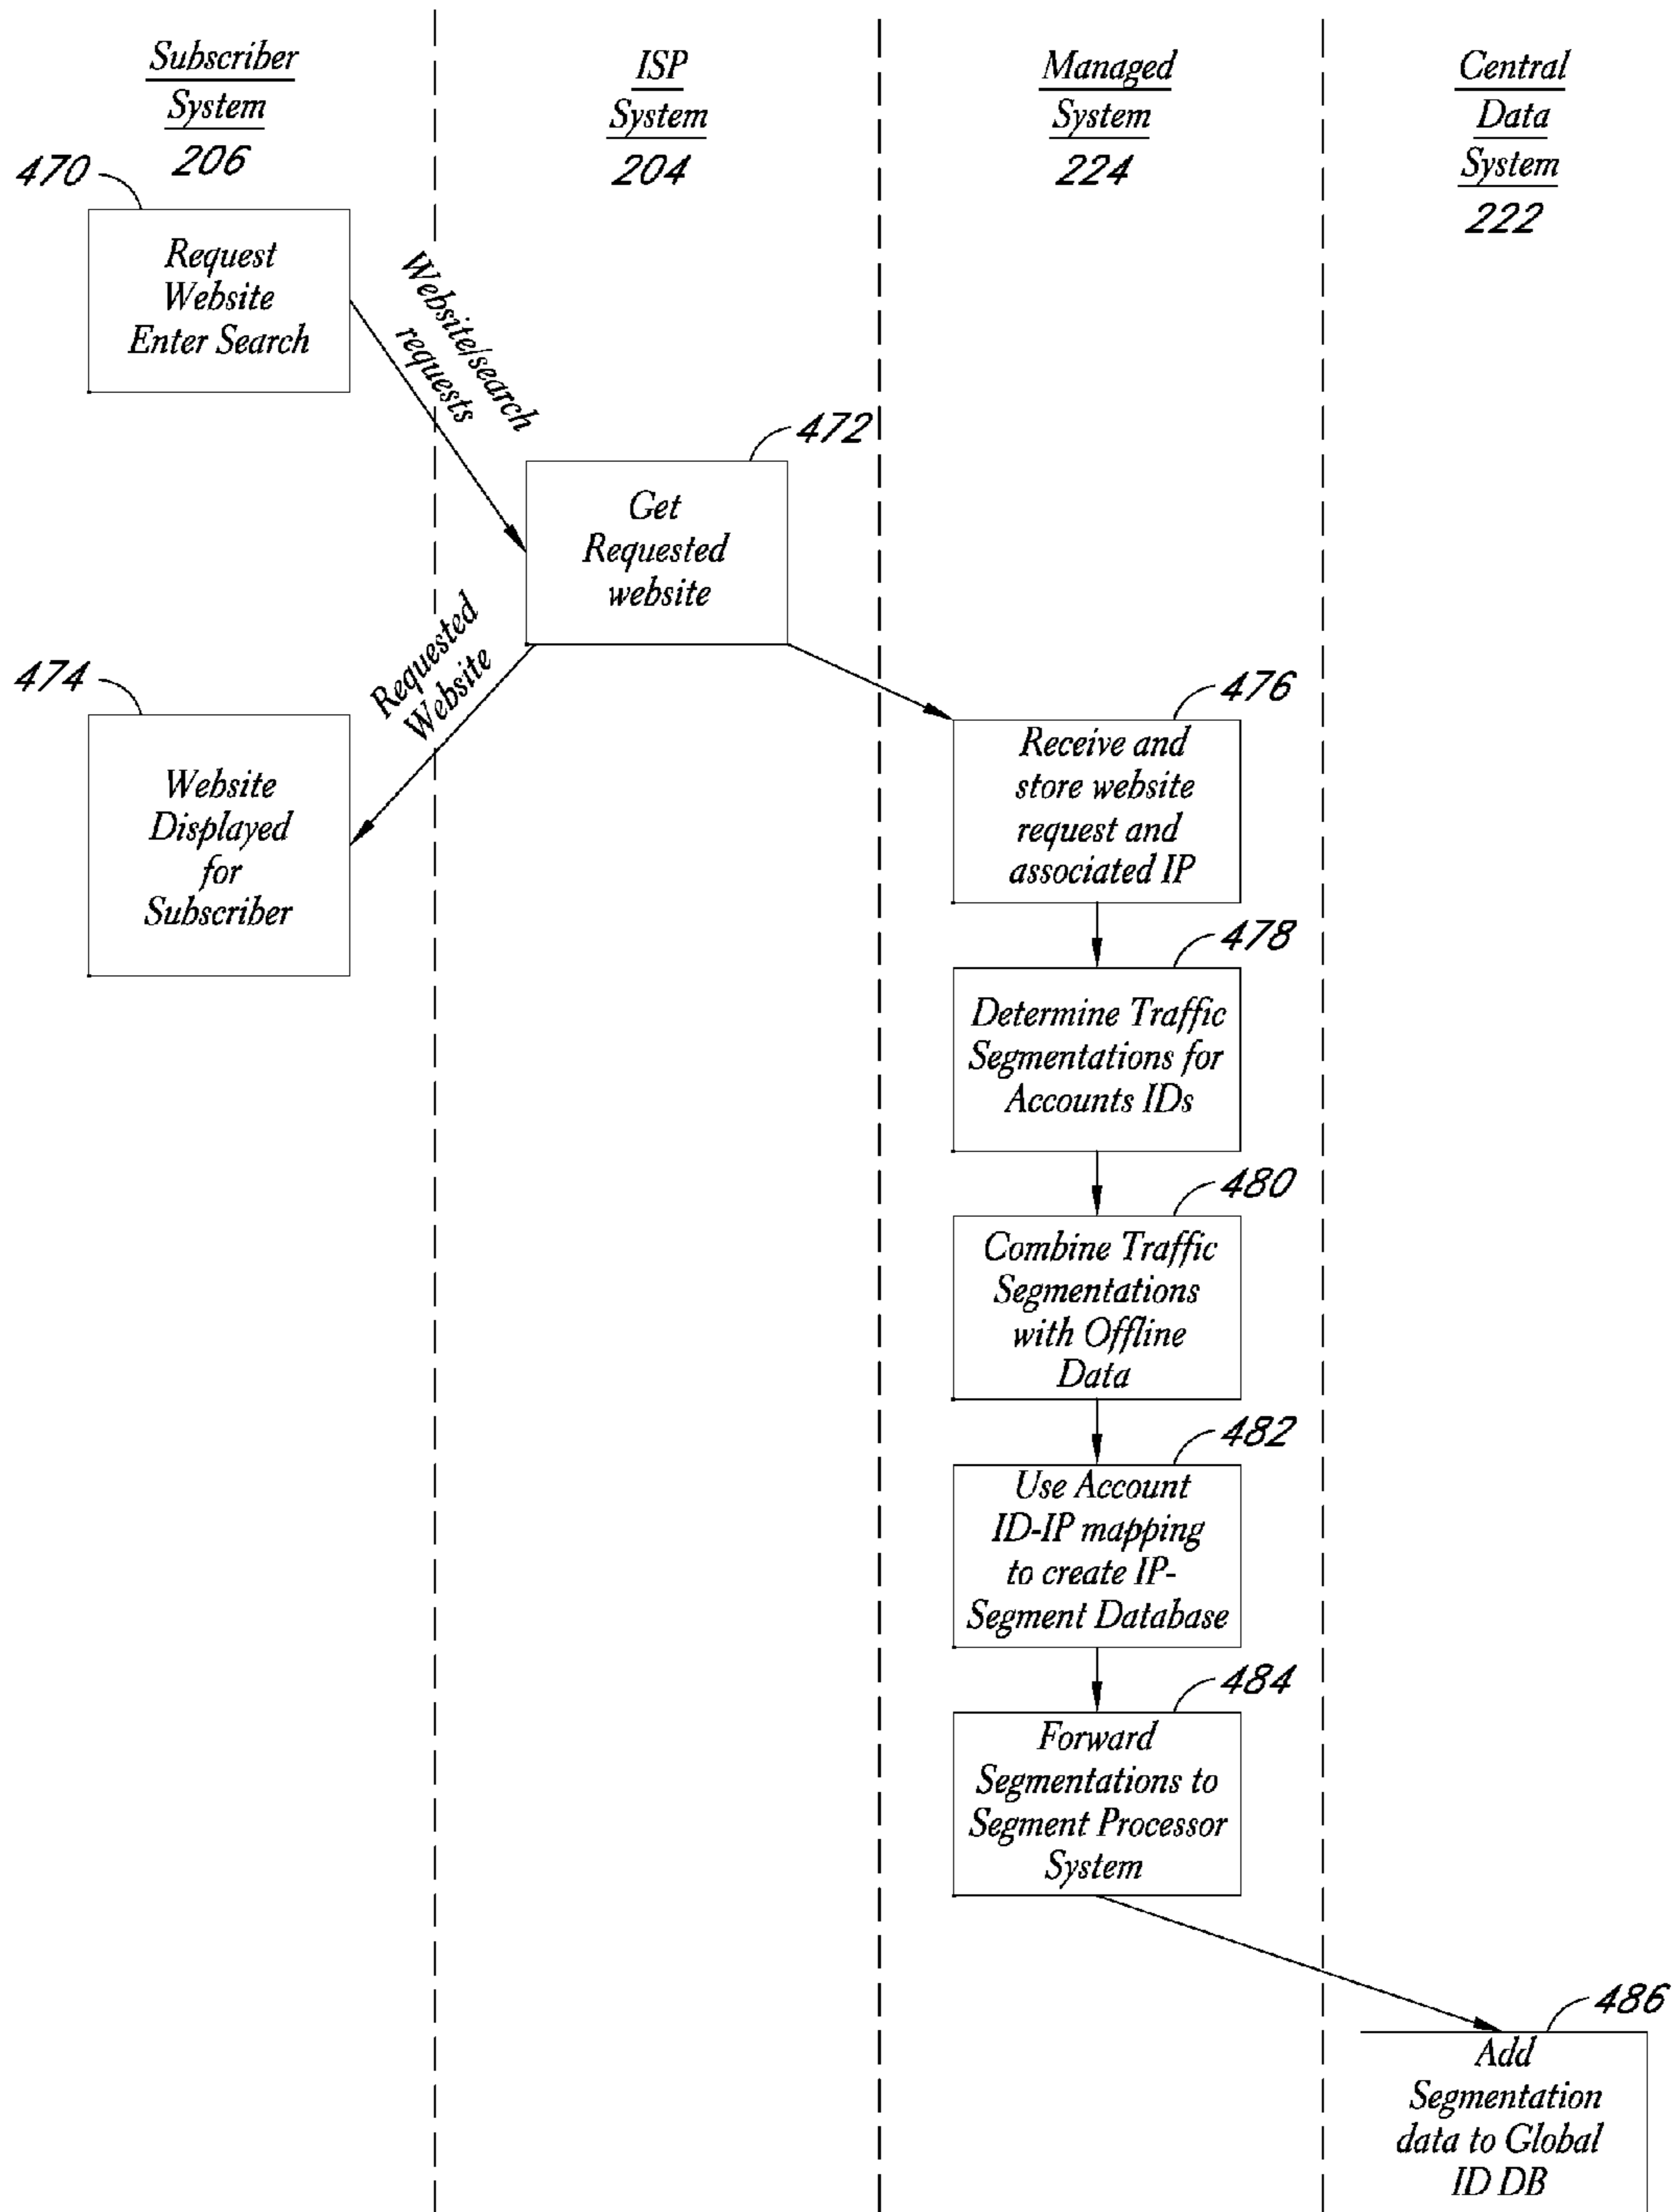 Subscriber
System
206
ISP
System
204
Managed
System
224
Central
Data
System
222
470
Request
Website
Enter Search
Website/search
requests
472
Get
Requested
website
Requested
Website
474
Website
Displayed
for
Subscriber
476
Receive and
store website
request and
associated IP
478
Determine Traffic
Segmentations for
Accounts IDs
480
Combine Traffic
Segmentations
with Offline
Data
482
Use Account
ID-IP mapping
to create IP-
Segment Database
484
Forward
Segmentations to
Segment Processor
System
486
Add
Segmentation
data to Global
ID DB